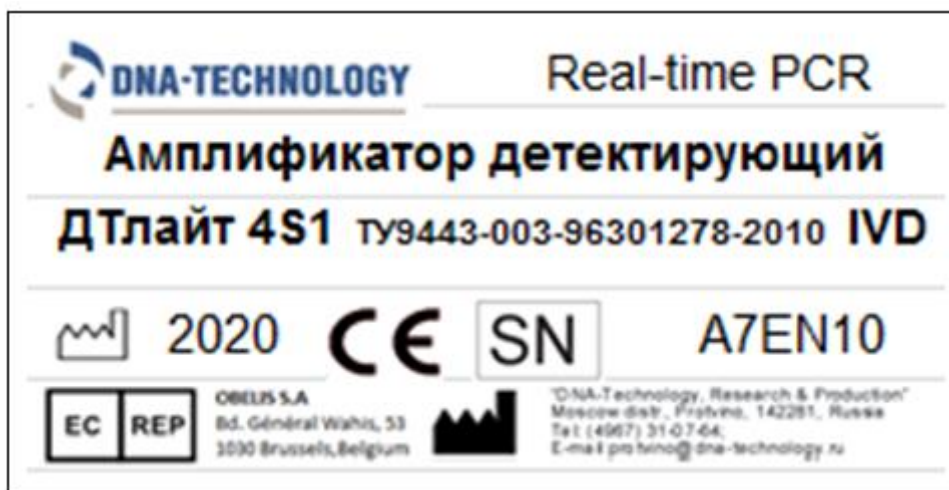 DNA-TECHNOLOGY Real-time PCR
Амплификатор детектирующий
ДТлайт 4S1 ТУ9443-003-96301278-2010 IVD
2020 CE SN A7EN10
EC REP
OBELIS S.A
Bd. Général Wahis, 53
1030 Brussels,Belgium
"DNA-Technology, Research & Production"
Moscow distr., Protvino, 142281, Russia
Tel: (4967) 31-07-64;
E-mail protvino@dna-technology.ru